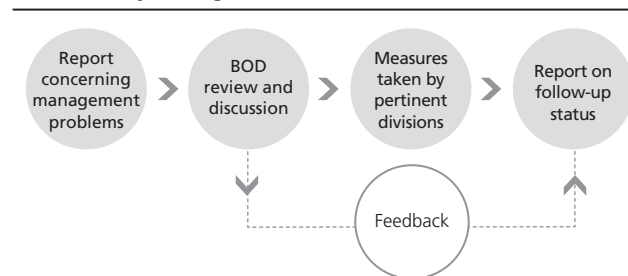 Report
concerning
management
problems
BOD
review and
discussion
Measures
taken by
pertinent
divisions
Report on
follow-up
status
Feedback